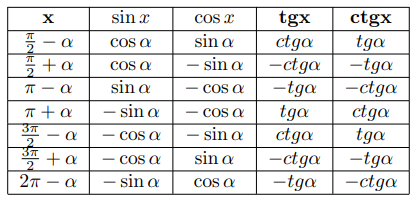 x sin x cos x tgx ctgx
π/2 − α cos α sin α ctgα tgα
π/2 + α cos α − sin α −ctgα −tgα
π − α sin α − cos α −tgα −ctgα
π + α − sin α − cos α tgα ctgα
3π/2 − α − cos α − sin α ctgα tgα
3π/2 + α − cos α sin α −ctgα −tgα
2π − α − sin α cos α −tgα −ctgα